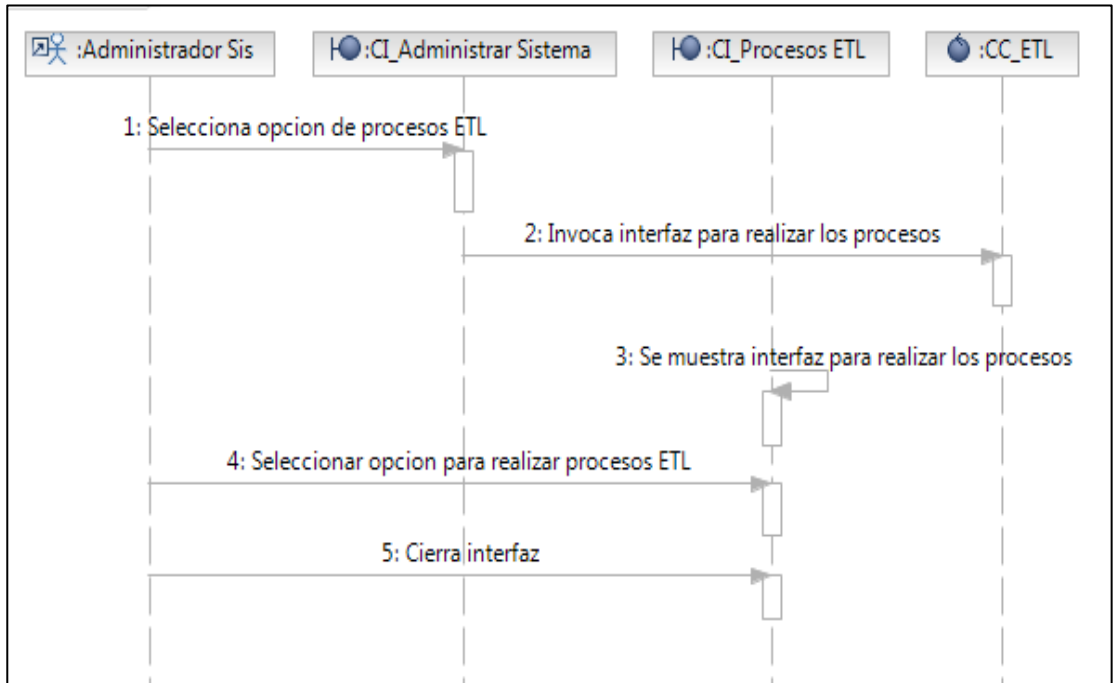 :Administrador Sis
:CI_Administrar Sistema
:CI_Procesos ETL
:CC_ETL
1: Selecciona opcion de procesos ETL
2: Invoca interfaz para realizar los procesos
3: Se muestra interfaz para realizar los procesos
4: Seleccionar opcion para realizar procesos ETL
5: Cierra interfaz